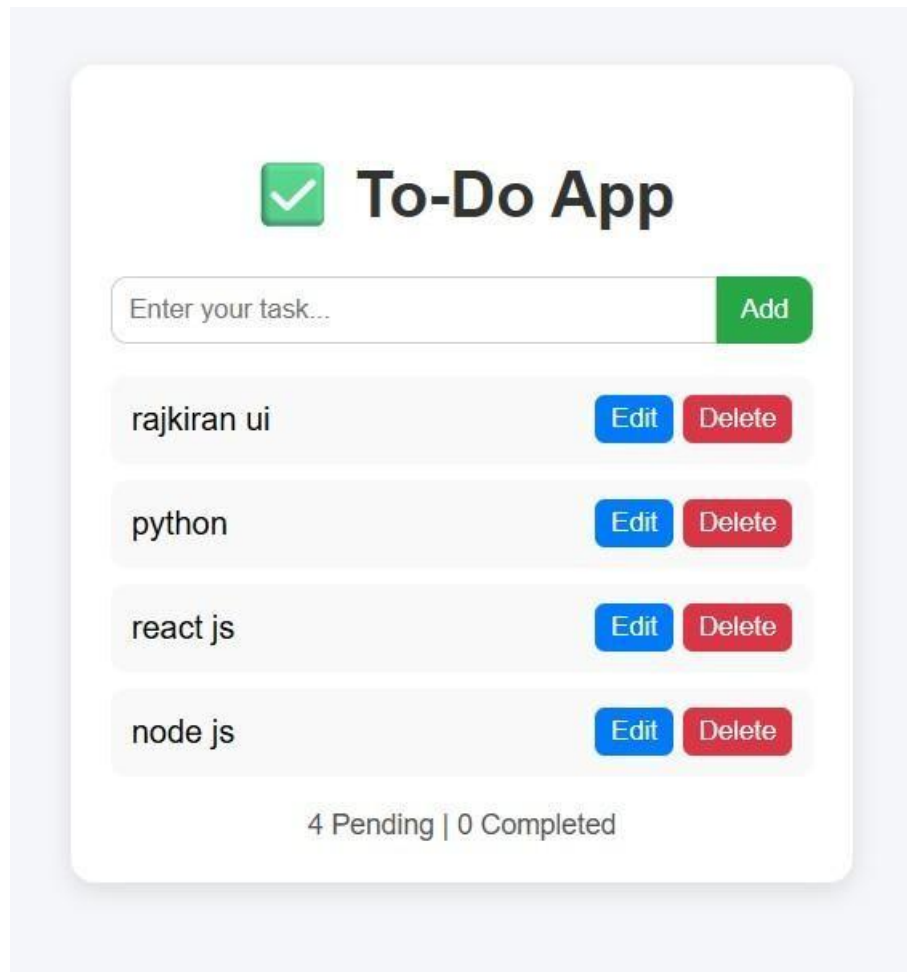 ✅ To-Do App
Enter your task... Add
rajkiran ui Edit Delete
python Edit Delete
react js Edit Delete
node js Edit Delete
4 Pending | 0 Completed